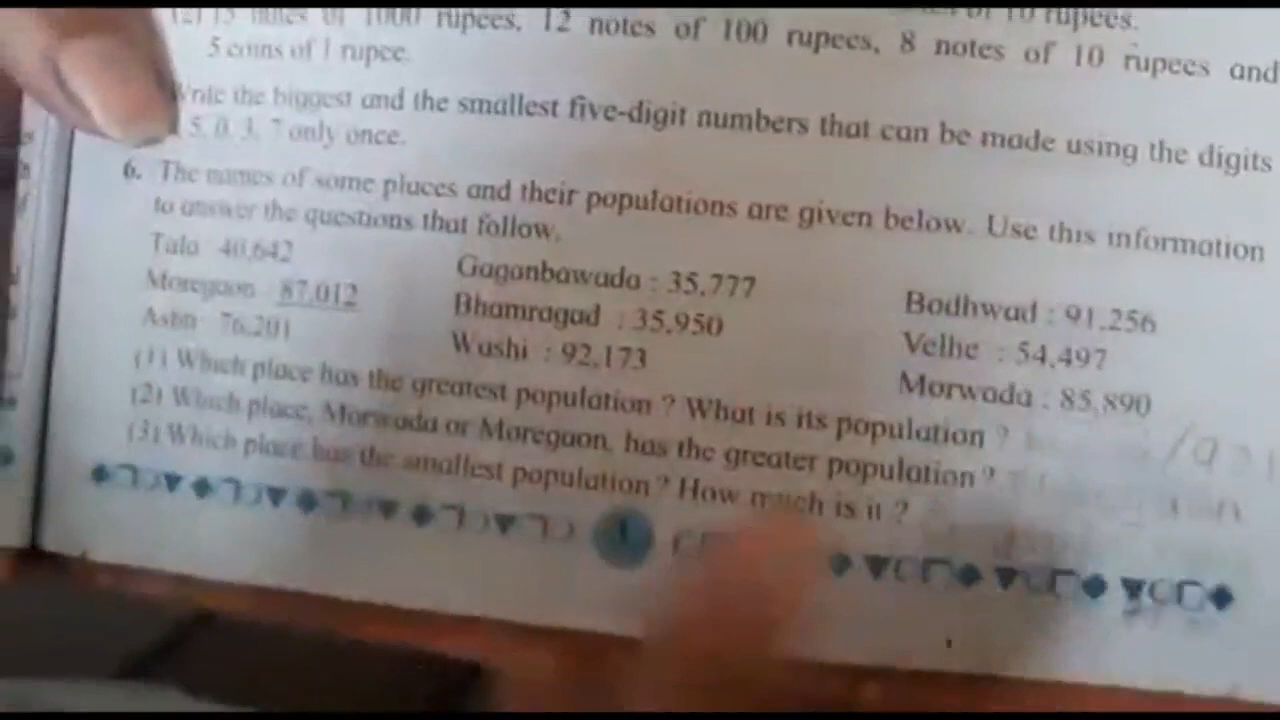 notes of 1000 rupees, 12 notes of 100 rupees, 8 notes of 10 rupees and
5 coins of 1 rupee.
Write the biggest and the smallest five-digit numbers that can be made using the digits
5, 0, 3, 7 only once.
6. The names of some places and their populations are given below. Use this information
to answer the questions that follow.
Tala 40,642 Gaganbawada : 35,777 Bodhwad : 91,256
Moregaon 87,012 Bhamragad : 35,950 Velhe : 54,497
Ashti 76,201 Washi : 92,173 Morwada : 85,890
(1) Which place has the greatest population ? What is its population ?
(2) Which place, Morwada or Moregaon, has the greater population ?
(3) Which place has the smallest population ? How much is it ?